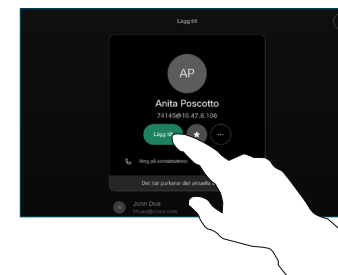 Lägg till
AP
Anita Poscotto
74145@10.47.8.108
Lägg till
Ring på kontaktadress
Det här parkerar det aktuella
John Doe